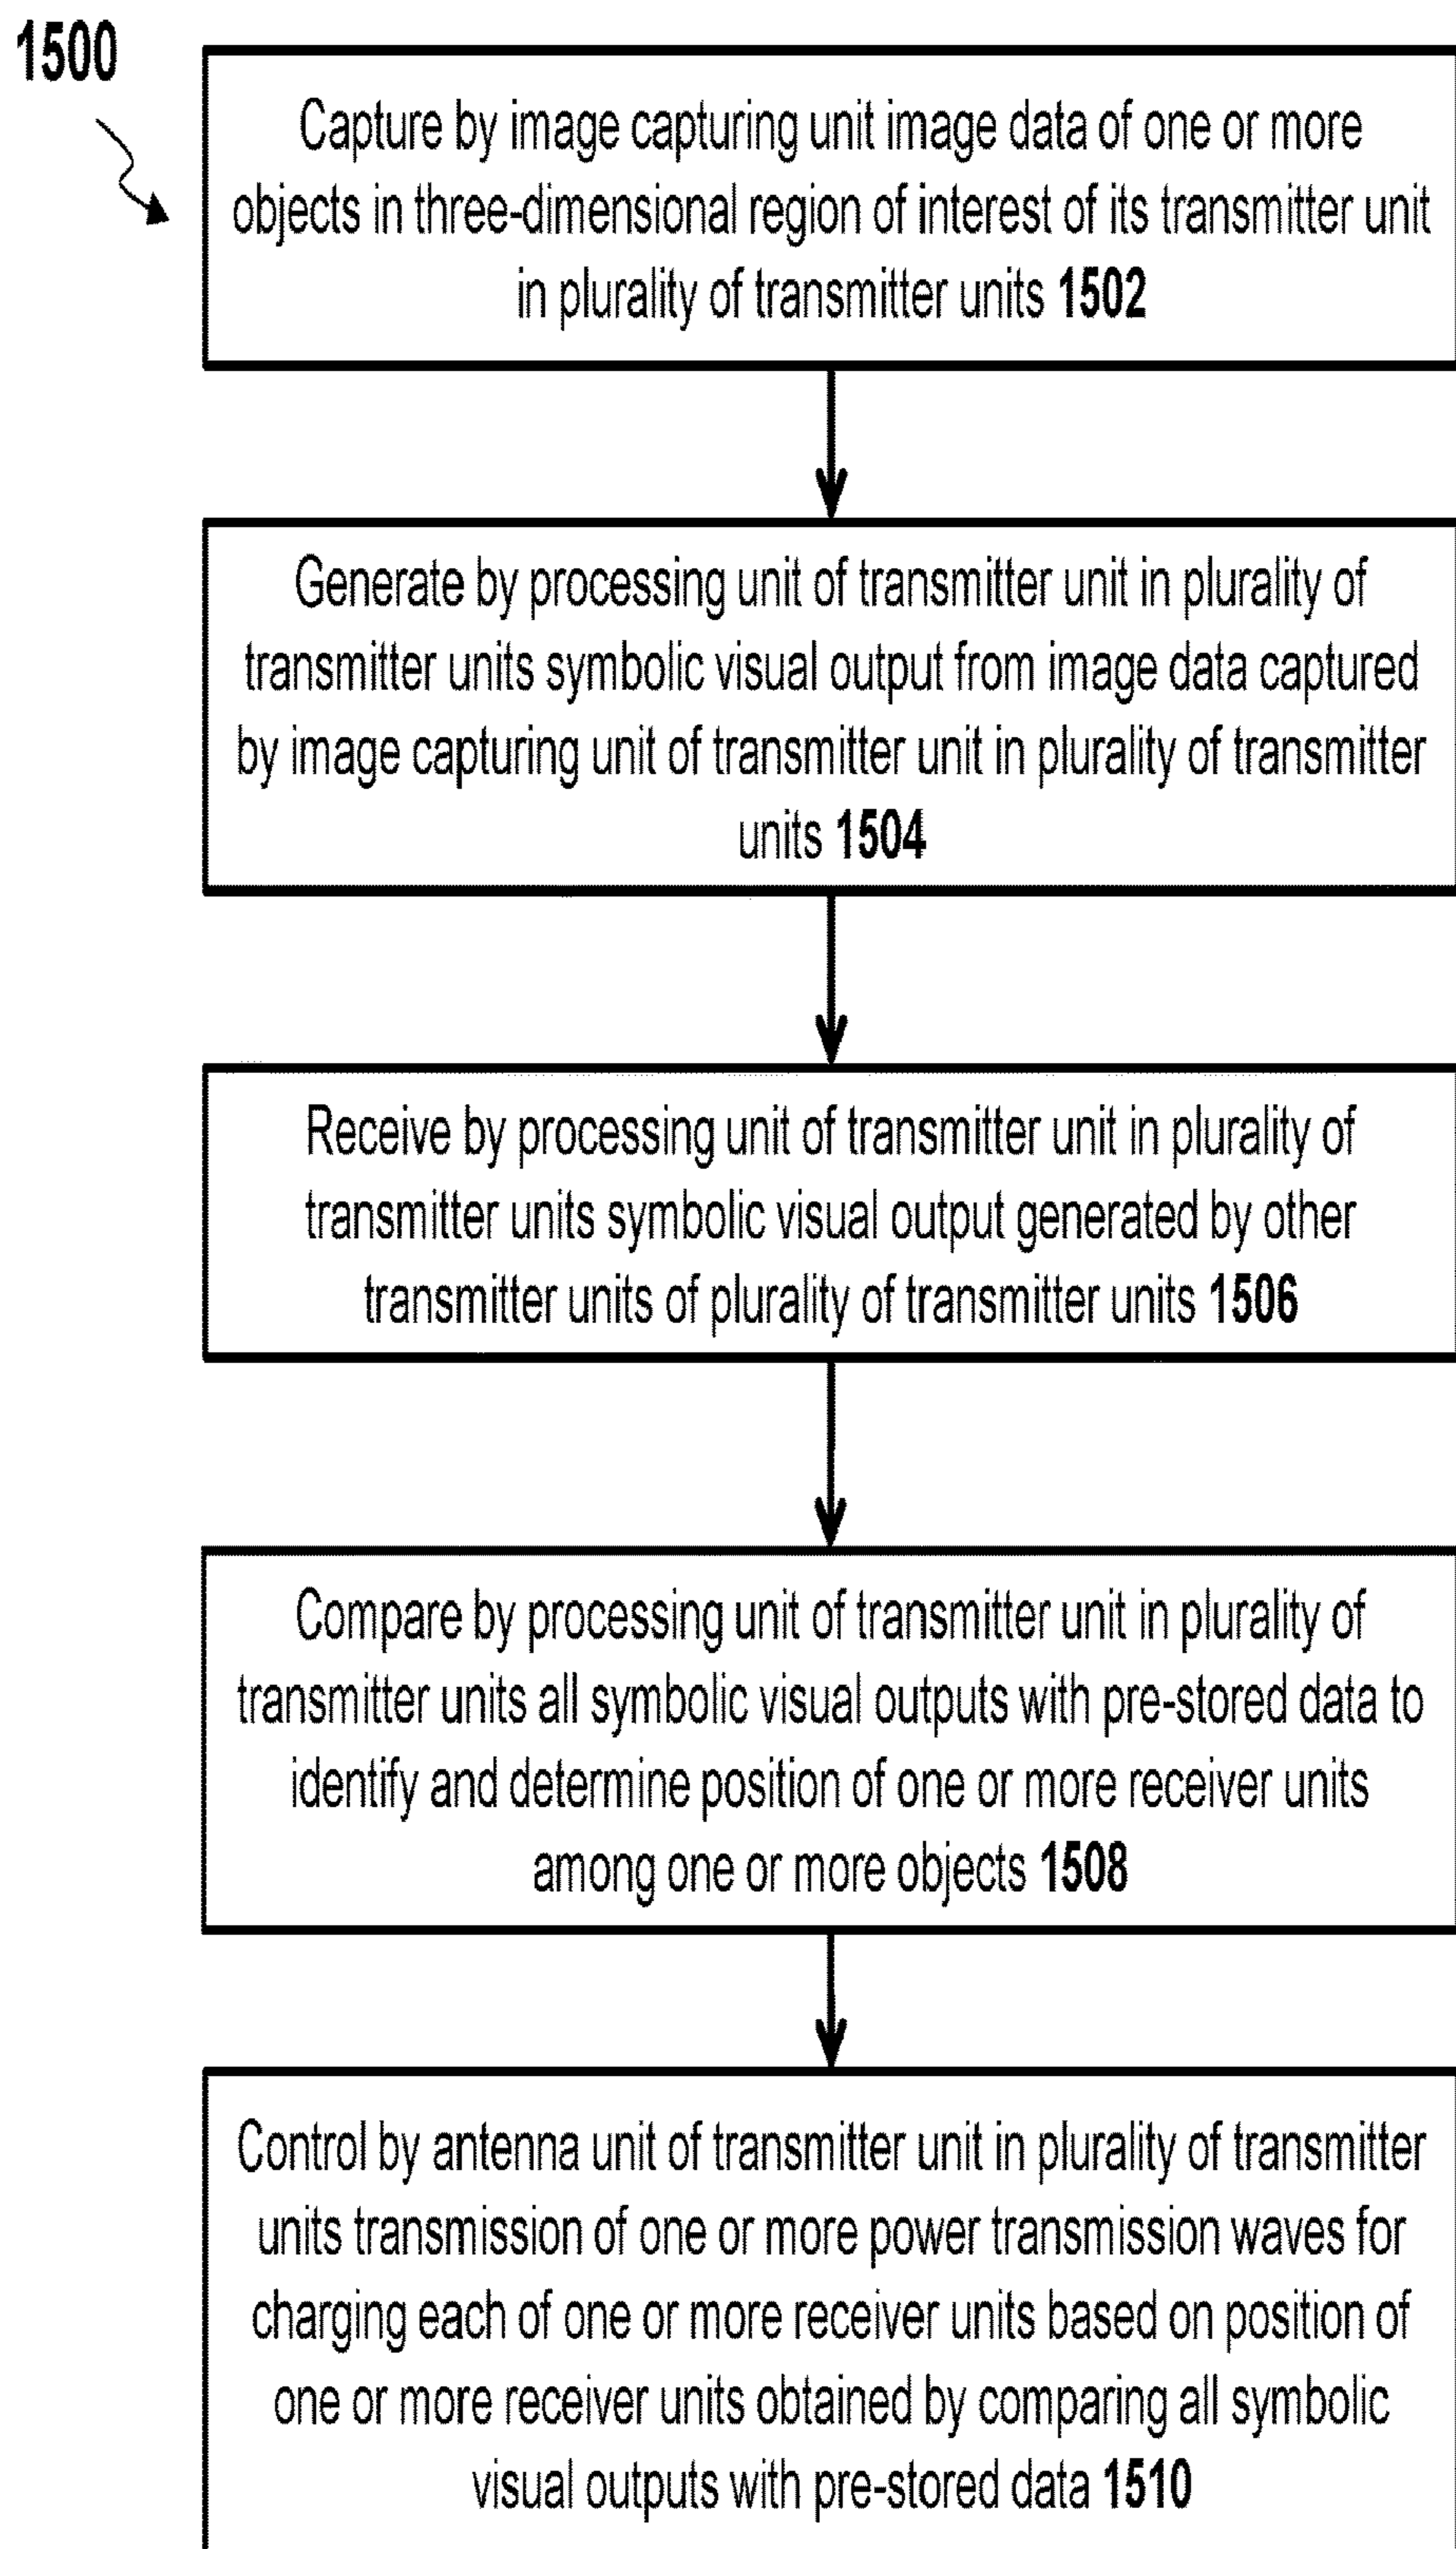 1500
Capture by image capturing unit image data of one or more
objects in three-dimensional region of interest of its transmitter unit
in plurality of transmitter units 1502
Generate by processing unit of transmitter unit in plurality of
transmitter units symbolic visual output from image data captured
by image capturing unit of transmitter unit in plurality of transmitter
units 1504
Receive by processing unit of transmitter unit in plurality of
transmitter units symbolic visual output generated by other
transmitter units of plurality of transmitter units 1506
Compare by processing unit of transmitter unit in plurality of
transmitter units all symbolic visual outputs with pre-stored data to
identify and determine position of one or more receiver units
among one or more objects 1508
Control by antenna unit of transmitter unit in plurality of transmitter
units transmission of one or more power transmission waves for
charging each of one or more receiver units based on position of
one or more receiver units obtained by comparing all symbolic
visual outputs with pre-stored data 1510